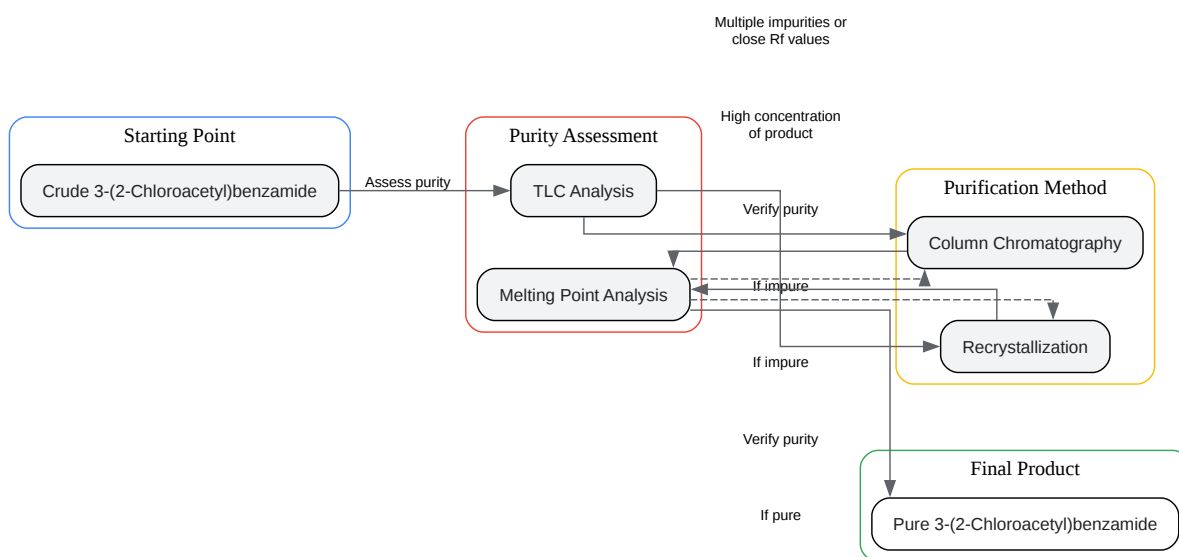 Multiple impurities or
close Rf values
High concentration
of product
Starting Point
Purity Assessment
Crude 3-(2-Chloroacetyl)benzamide
Assess purity
TLC Analysis
Purification Method
Verify purity
Column Chromatography
Melting Point Analysis
If impure
Recrystallization
If impure
Verify purity
Final Product
If pure
Pure 3-(2-Chloroacetyl)benzamide